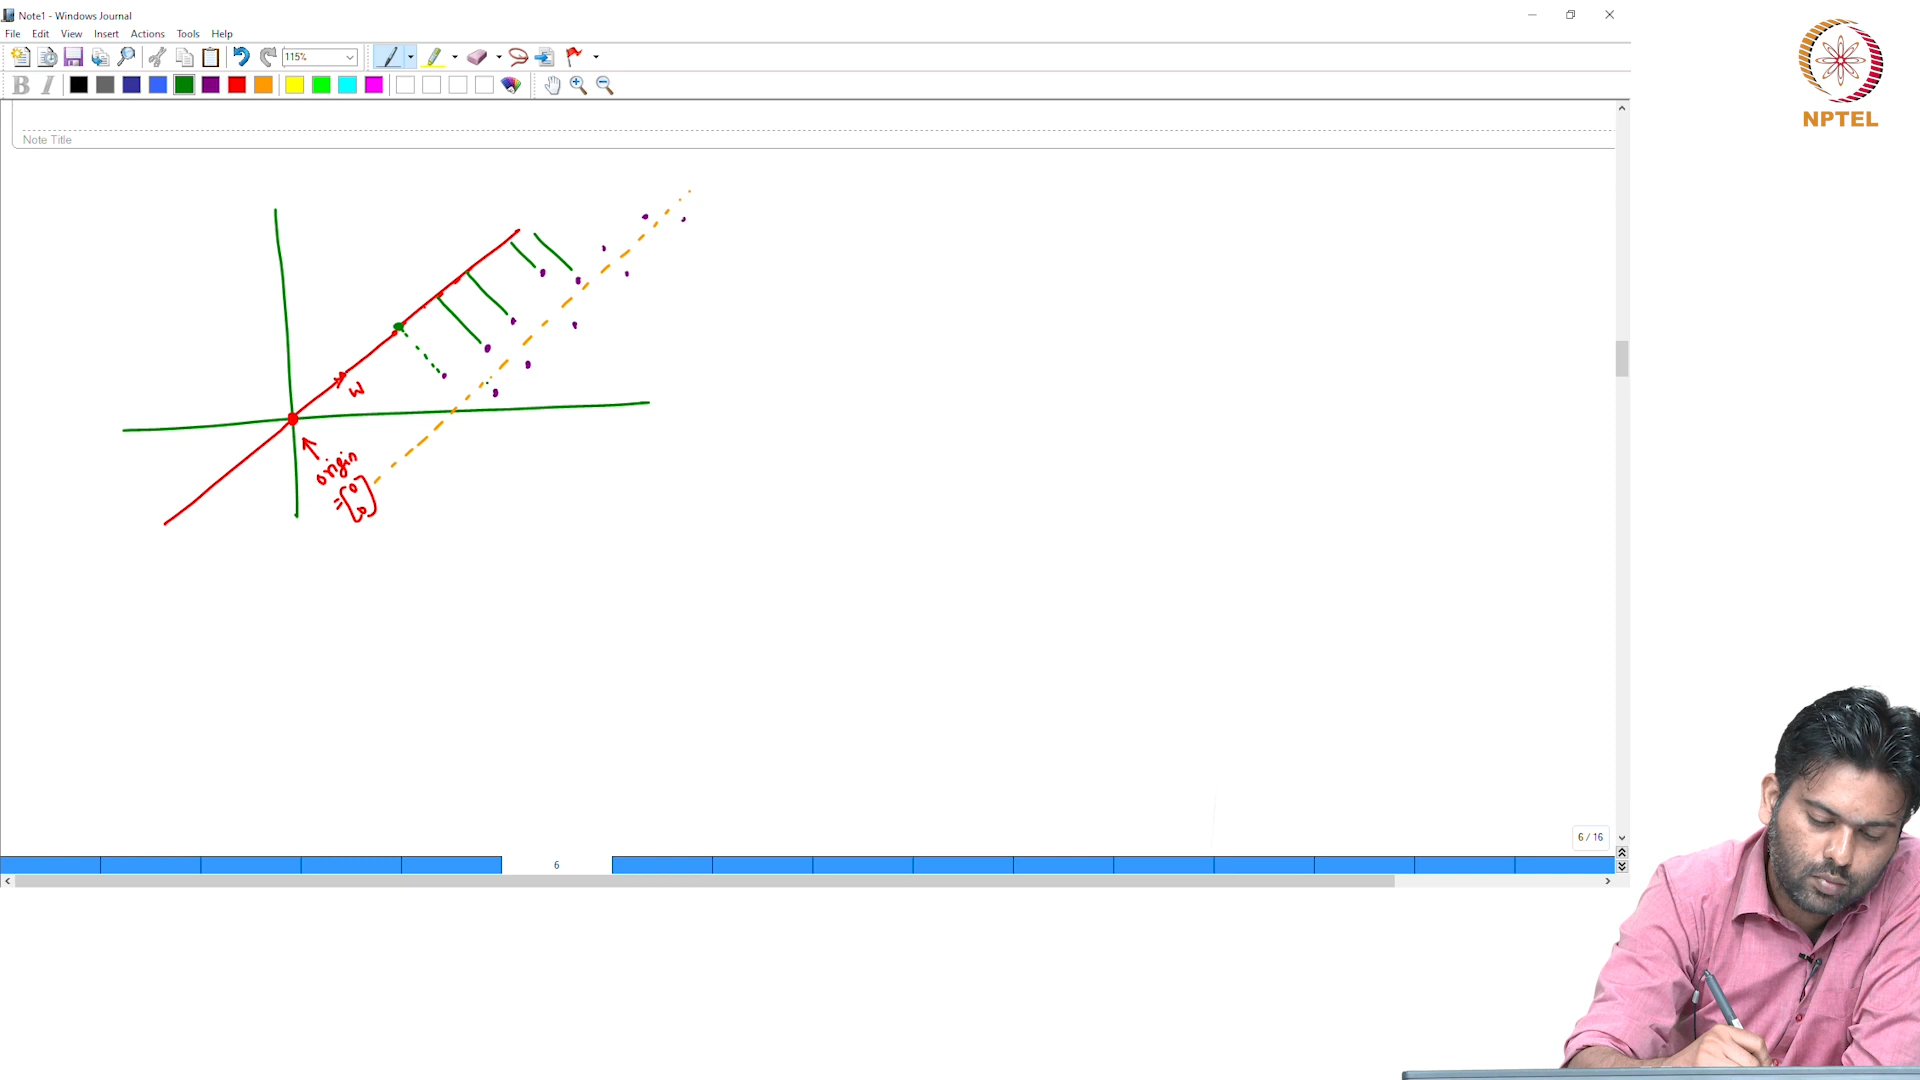 Note1 - Windows Journal
File Edit View Insert Actions Tools Help
115%
B I
NPTEL
Note Title
w
origin
= [0
0]
6 / 16
6